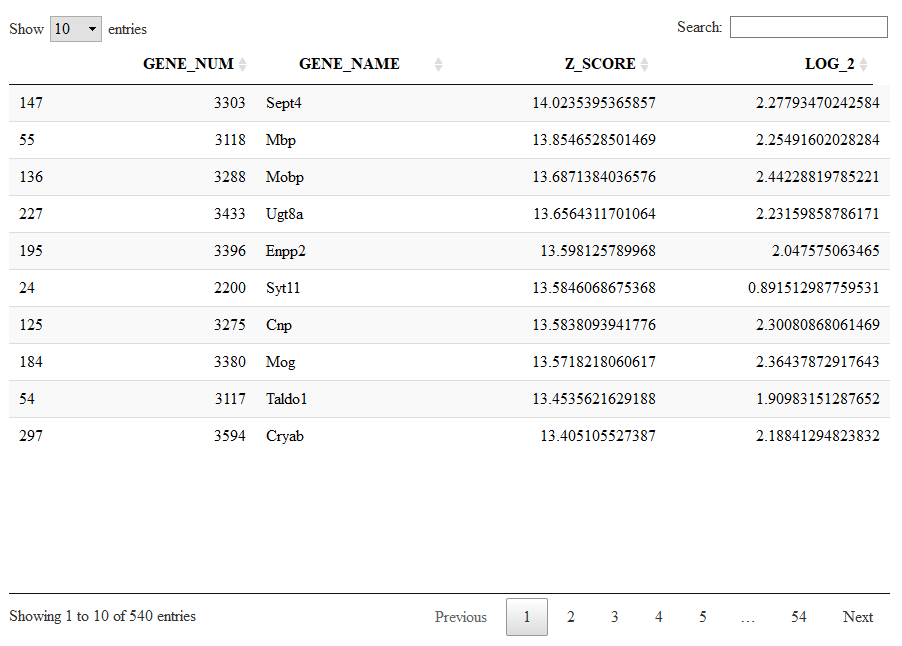 Show 10 entries Search:
GENE_NUM GENE_NAME Z_SCORE LOG_2
147 3303 Sept4 14.0235395365857 2.27793470242584
55 3118 Mbp 13.8546528501469 2.25491602028284
136 3288 Mobp 13.6871384036576 2.44228819785221
227 3433 Ugt8a 13.6564311701064 2.23159858786171
195 3396 Enpp2 13.598125789968 2.047575063465
24 2200 Syt11 13.5846068675368 0.891512987759531
125 3275 Cnp 13.5838093941776 2.30080868061469
184 3380 Mog 13.5718218060617 2.36437872917643
54 3117 Taldo1 13.4535621629188 1.90983151287652
297 3594 Cryab 13.405105527387 2.18841294823832
Showing 1 to 10 of 540 entries Previous 1 2 3 4 5 … 54 Next